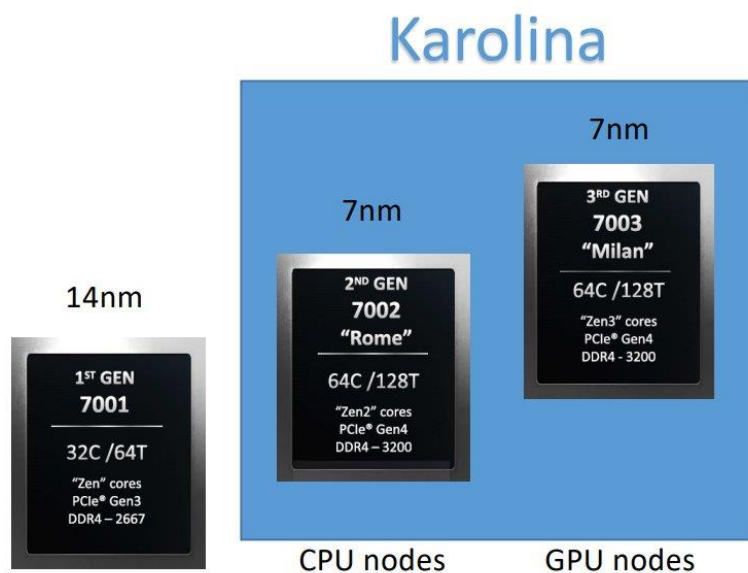 Karolina
14nm
1ST GEN
7001
32C /64T
"Zen" cores
PCIe® Gen3
DDR4 – 2667
7nm
2ND GEN
7002
"Rome"
64C /128T
"Zen2" cores
PCIe® Gen4
DDR4 – 3200
CPU nodes
7nm
3RD GEN
7003
"Milan"
64C /128T
"Zen3" cores
PCIe® Gen4
DDR4 - 3200
GPU nodes